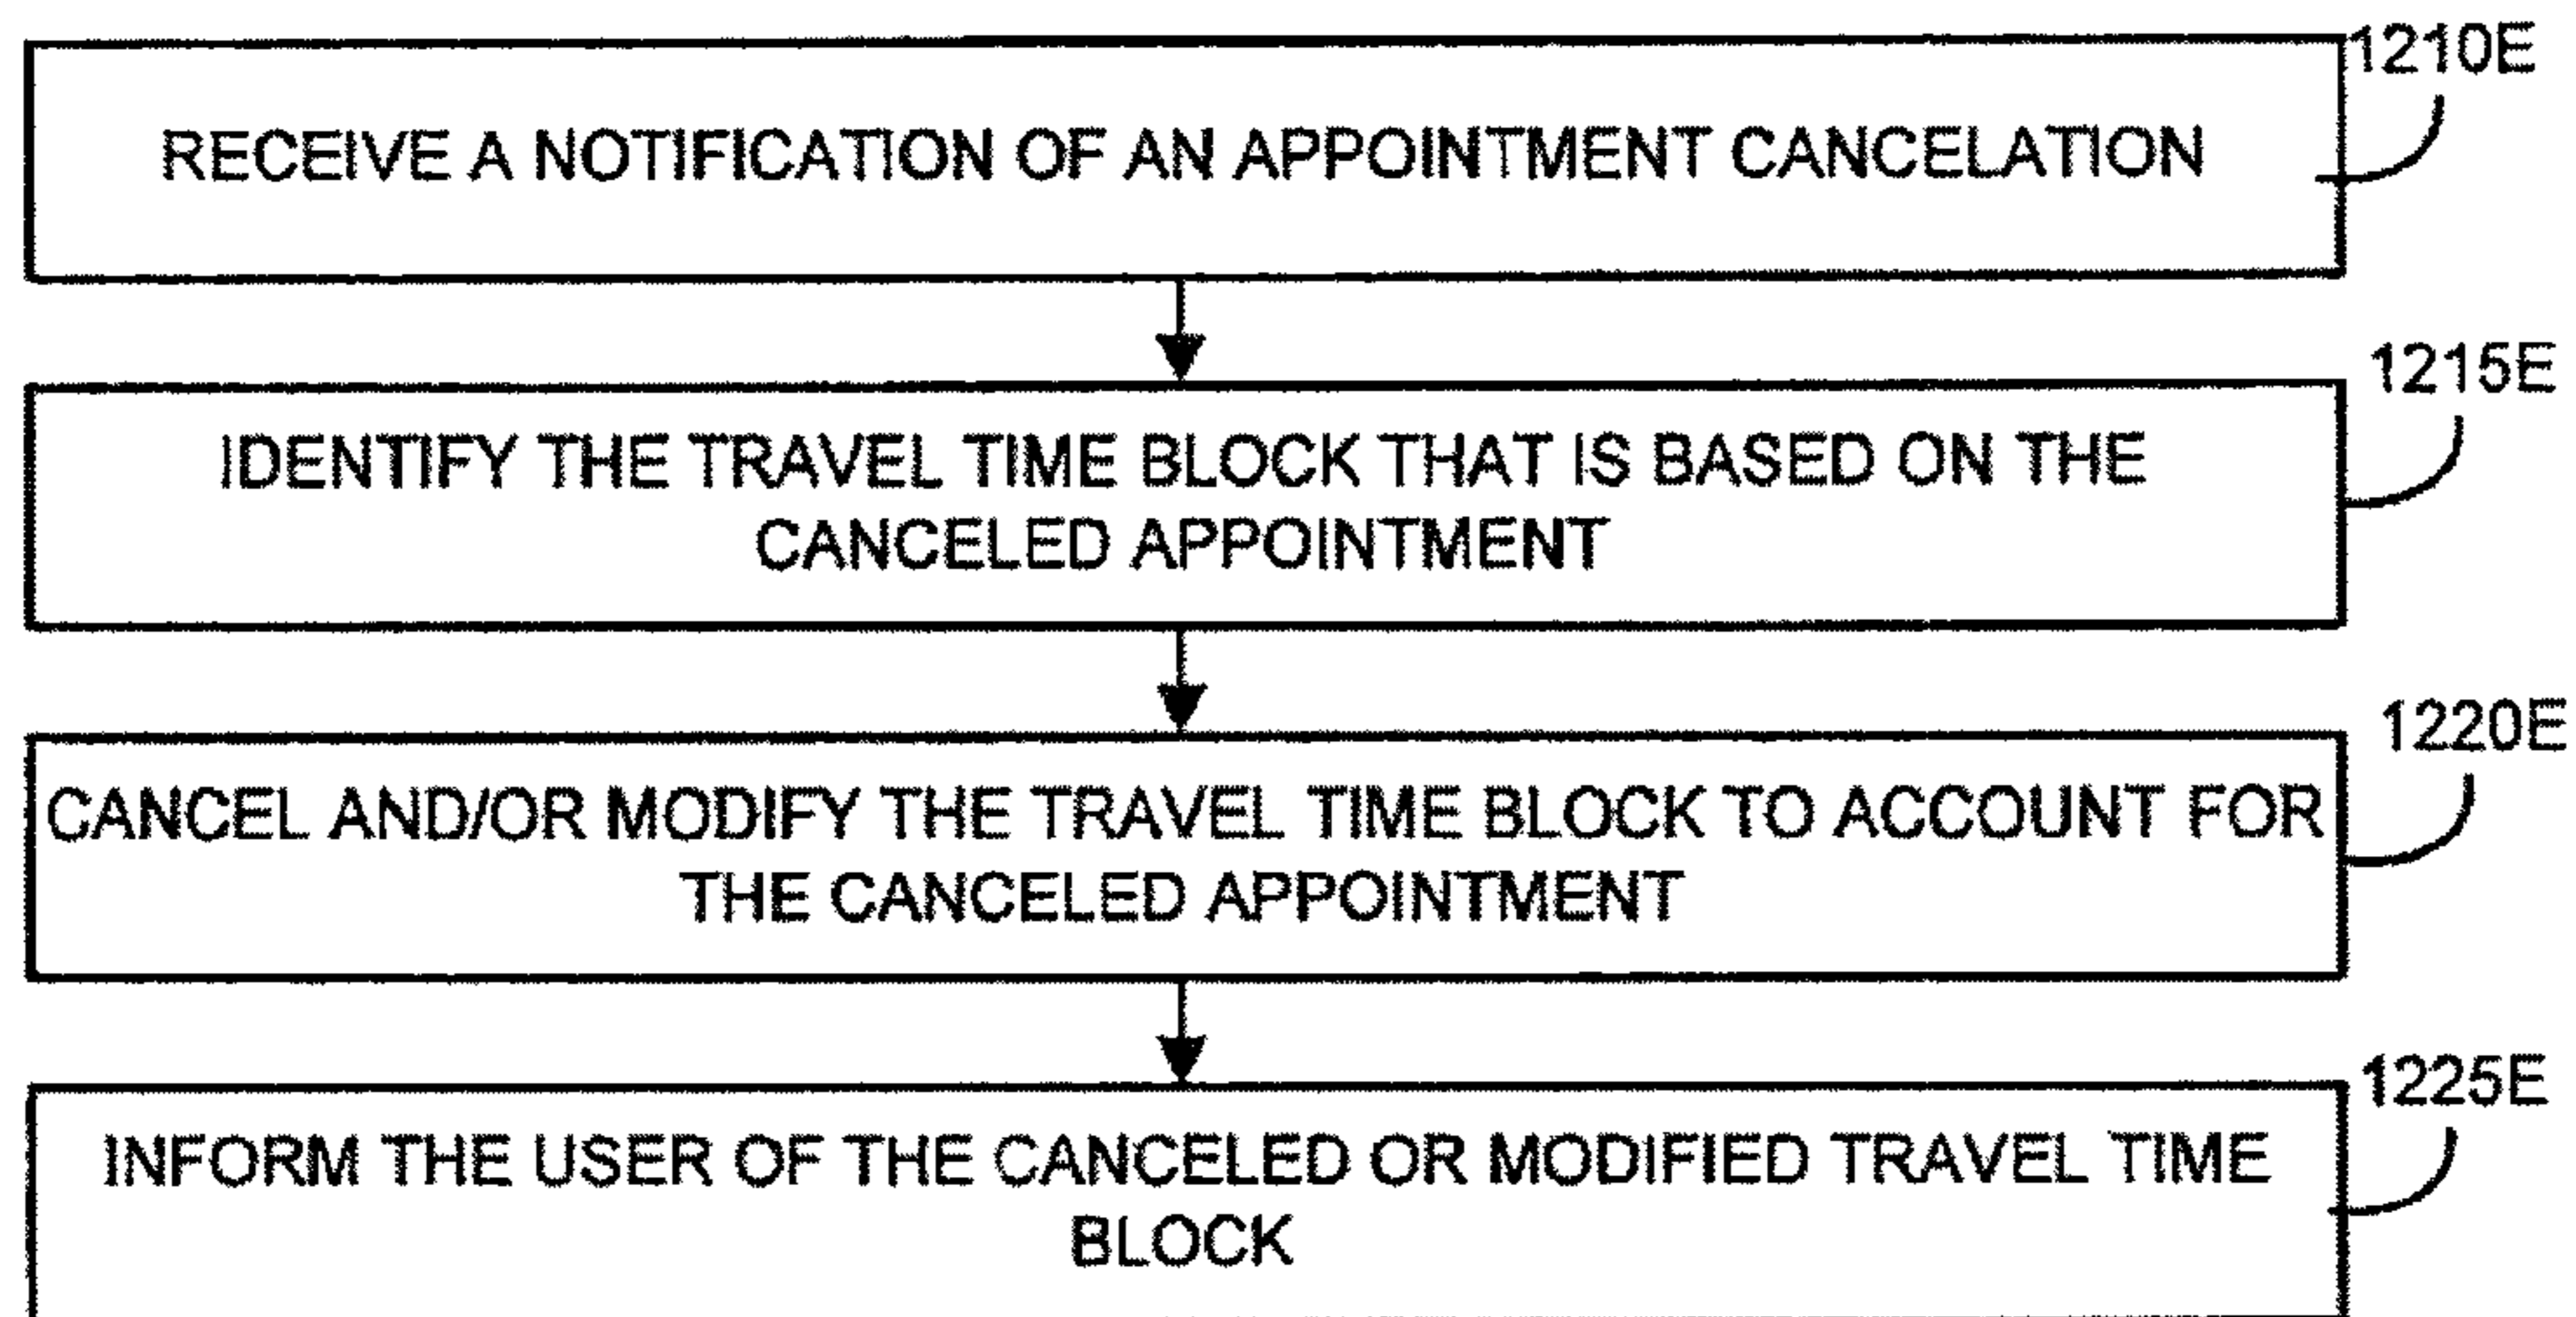 1210E
RECEIVE A NOTIFICATION OF AN APPOINTMENT CANCELATION
1215E
IDENTIFY THE TRAVEL TIME BLOCK THAT IS BASED ON THE
CANCELED APPOINTMENT
1220E
CANCEL AND/OR MODIFY THE TRAVEL TIME BLOCK TO ACCOUNT FOR
THE CANCELED APPOINTMENT
1225E
INFORM THE USER OF THE CANCELED OR MODIFIED TRAVEL TIME
BLOCK